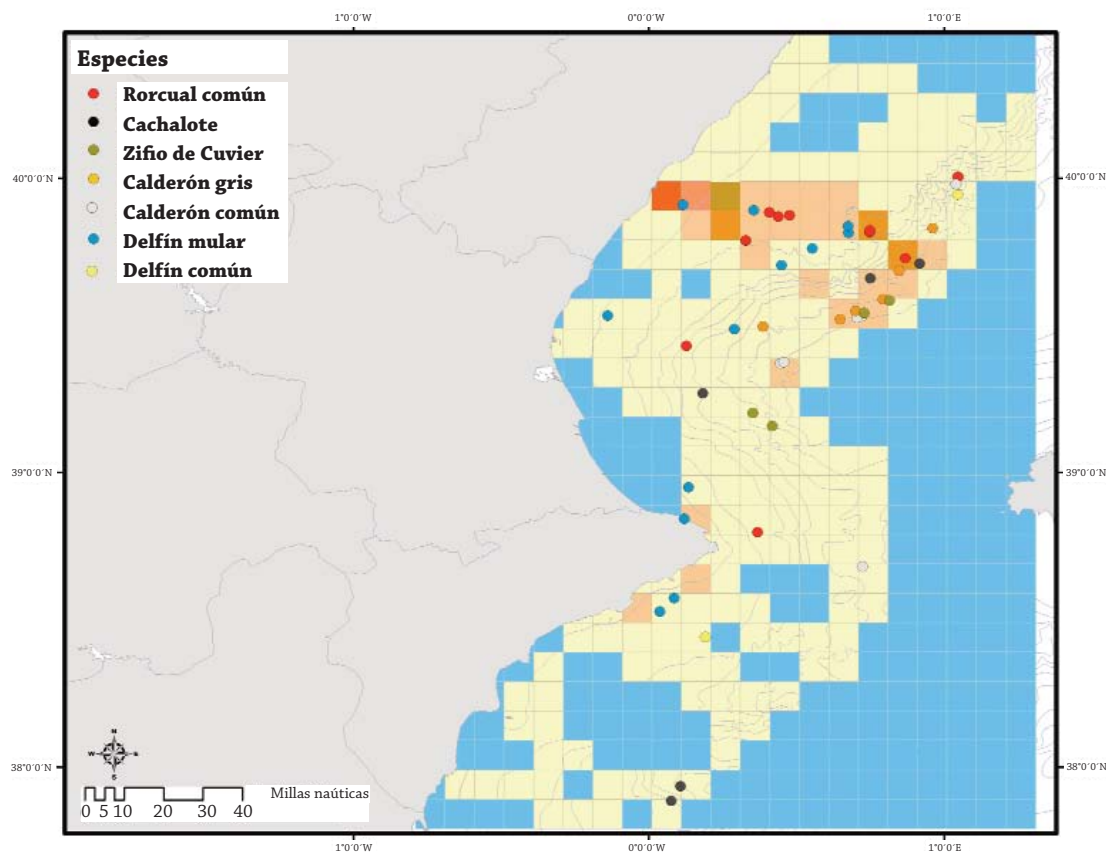 1°0'0'W 0°0'0'W 1°0'0'E
Especies
Rorcual común
Cachalote
Zifio de Cuvier
Calderón gris
Calderón común
Delfín mular
Delfín común
40°0'0'N 40°0'0'N
39°0'0'N 39°0'0'N
38°0'0'N 38°0'0'N
N
W E
S
Millas naúticas
0 5 10 20 30 40
1°0'0'W 0°0'0'W 1°0'0'E